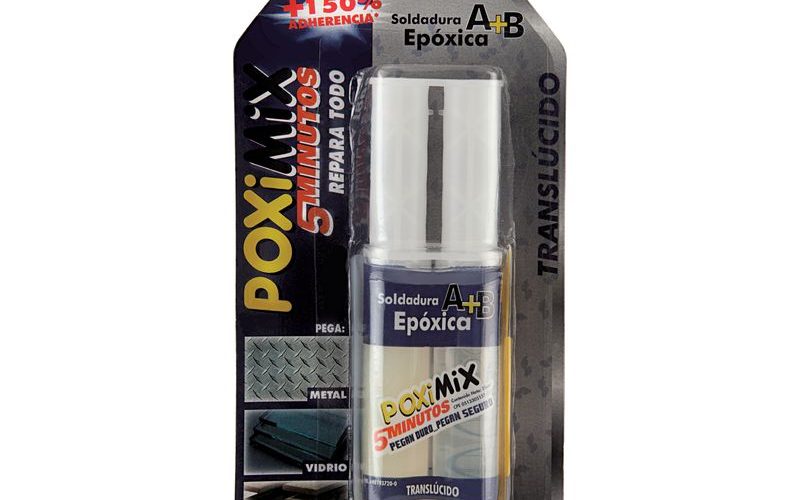 +150%
ADHERENCIA*
Soldadura A+B
Epóxica
POXiMiX
5 MINUTOS
REPARA TODO
TRANSLÚCIDO
PEGA:
METAL
VIDRIO
Soldadura A+B
Epóxica
POXiMiX
5 MINUTOS
PEGAN DURO...PEGAN SEGURO
TRANSLÚCIDO